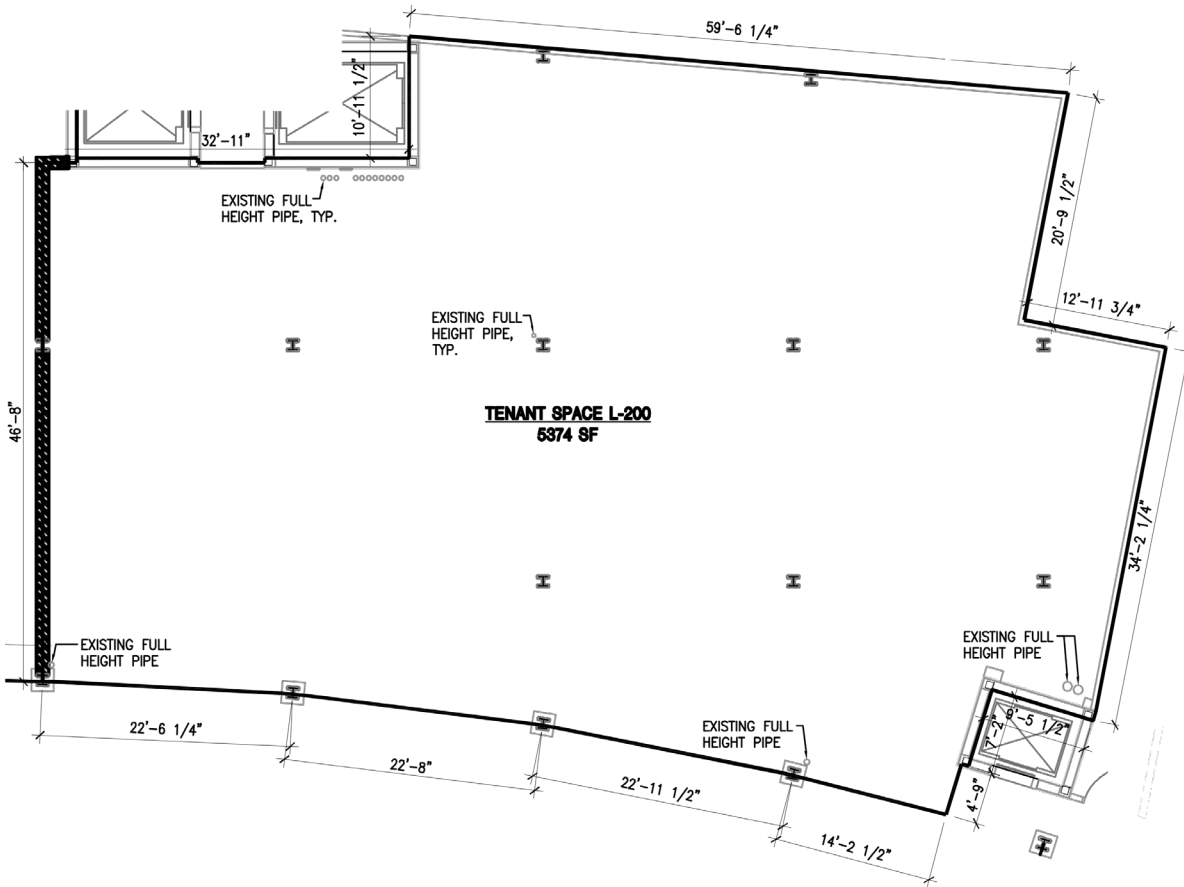 59'-6 1/4"
10'-11 1/2"
32'-11"
EXISTING FULL
HEIGHT PIPE, TYP.
20'-9 1/2"
12'-11 3/4"
EXISTING FULL
HEIGHT PIPE,
TYP.
46'-8"
TENANT SPACE L-200
5374 SF
34'-2 1/4"
EXISTING FULL
HEIGHT PIPE
EXISTING FULL
HEIGHT PIPE
9'-5 1/2"
7'-2"
22'-6 1/4"
EXISTING FULL
HEIGHT PIPE
22'-8"
22'-11 1/2"
4'-9"
14'-2 1/2"